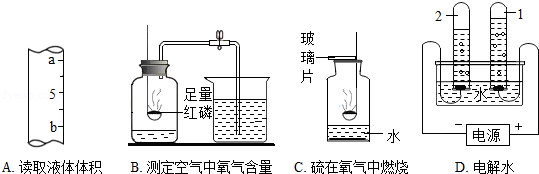 a
5
b
A. 读取液体体积
足量
红磷
B. 测定空气中氧气含量
玻
璃
片
水
C. 硫在氧气中燃烧
2
1
水
－ 电源 ＋
D. 电解水